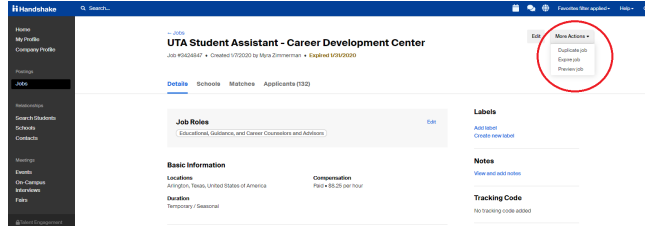 Handshake
Search...
Favorites filter applied
Help
Home
My Profile
Company Profile
Postings
Jobs
Relationships
Search Students
Schools
Contacts
Meetings
Events
On-Campus
Interviews
Fairs
Talent Engagement
← Jobs
UTA Student Assistant - Career Development Center
Job #3424847 • Created 1/7/2020 by Myra Zimmerman • Expired 1/31/2020
Edit
More Actions
Duplicate job
Expire job
Preview job
Details Schools Matches Applicants (132)
Job Roles
Edit
Educational, Guidance, and Career Counselors and Advisors
Basic Information
Locations
Arlington, Texas, United States of America
Compensation
Paid • $8.25 per hour
Duration
Temporary / Seasonal
Labels
Add label
Create new label
Notes
View and add notes
Tracking Code
No tracking code added